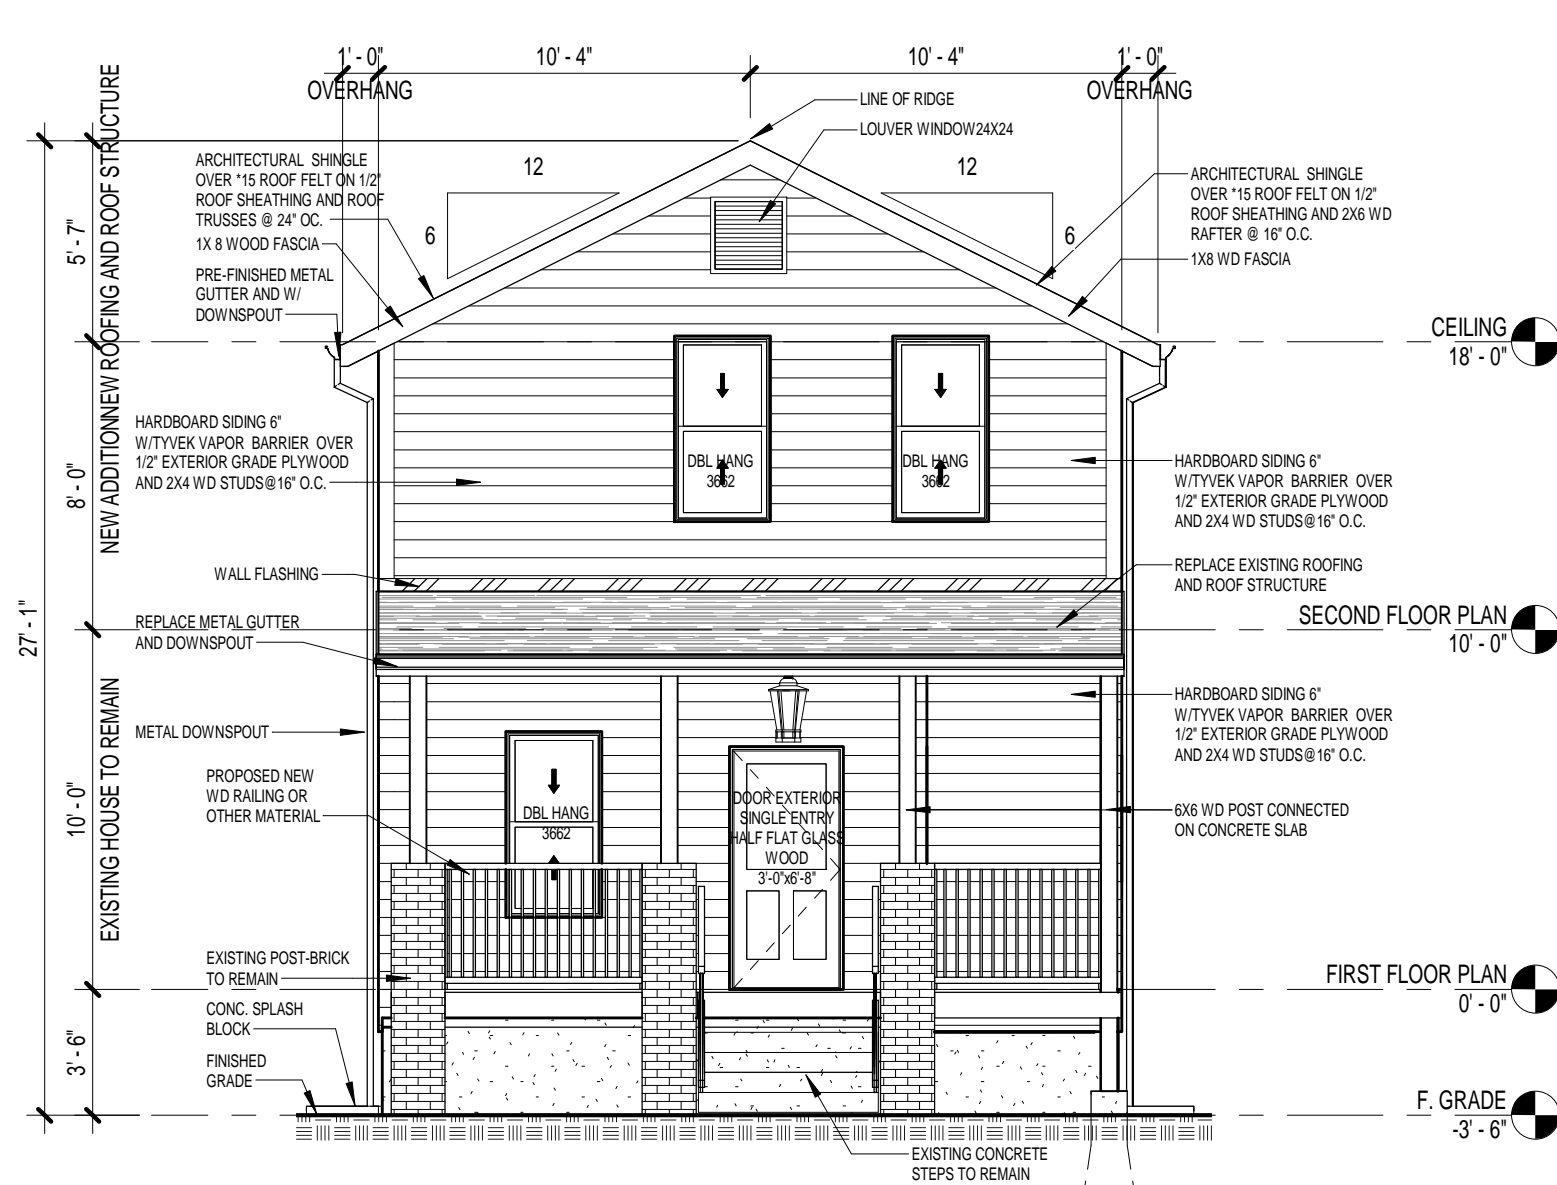 1' - 0"
10' - 4"
10' - 4"
1' - 0"
OVERHANG
OVERHANG
LINE OF RIDGE
LOUVER WINDOW24X24
12
12
6
6
ARCHITECTURAL SHINGLE
OVER *15 ROOF FELT ON 1/2"
ROOF SHEATHING AND ROOF
TRUSSES @ 24" OC.
1X 8 WOOD FASCIA
PRE-FINISHED METAL
GUTTER AND W/
DOWNSPOUT
ARCHITECTURAL SHINGLE
OVER *15 ROOF FELT ON 1/2"
ROOF SHEATHING AND 2X6 WD
RAFTER @ 16" O.C.
1X8 WD FASCIA
27' - 1"
5' - 7"
8' - 0"
10' - 0"
3' - 6"
NEW ADDITIONNEW ROOFING AND ROOF STRUCTURE
EXISTING HOUSE TO REMAIN
CEILING
18' - 0"
HARDBOARD SIDING 6"
W/TYVEK VAPOR BARRIER OVER
1/2" EXTERIOR GRADE PLYWOOD
AND 2X4 WD STUDS@16" O.C.
DBL HANG
3662
DBL HANG
3662
HARDBOARD SIDING 6"
W/TYVEK VAPOR BARRIER OVER
1/2" EXTERIOR GRADE PLYWOOD
AND 2X4 WD STUDS@16" O.C.
WALL FLASHING
REPLACE EXISTING ROOFING
AND ROOF STRUCTURE
REPLACE METAL GUTTER
AND DOWNSPOUT
SECOND FLOOR PLAN
10' - 0"
METAL DOWNSPOUT
HARDBOARD SIDING 6"
W/TYVEK VAPOR BARRIER OVER
1/2" EXTERIOR GRADE PLYWOOD
AND 2X4 WD STUDS@16" O.C.
PROPOSED NEW
WD RAILING OR
OTHER MATERIAL
DBL HANG
3662
DOOR EXTERIOR
SINGLE ENTRY
HALF FLAT GLASS
WOOD
3'-0"x6'-8"
6X6 WD POST CONNECTED
ON CONCRETE SLAB
EXISTING POST-BRICK
TO REMAIN
FIRST FLOOR PLAN
0' - 0"
CONC. SPLASH
BLOCK
FINISHED
GRADE
F. GRADE
-3' - 6"
EXISTING CONCRETE
STEPS TO REMAIN